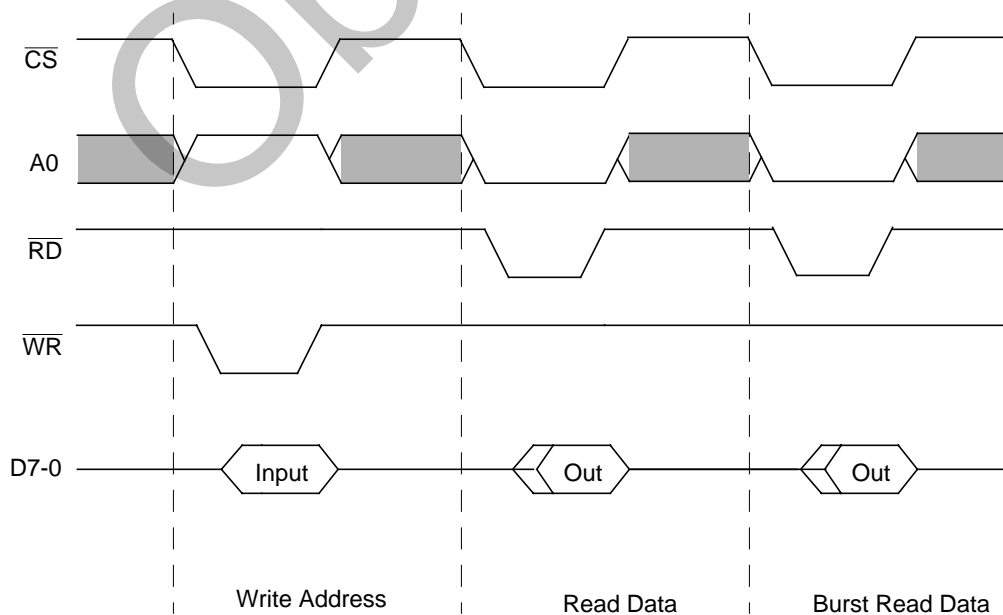 CS
A0
RD
WR
D7-0
Input
Out
Out
Write Address
Read Data
Burst Read Data